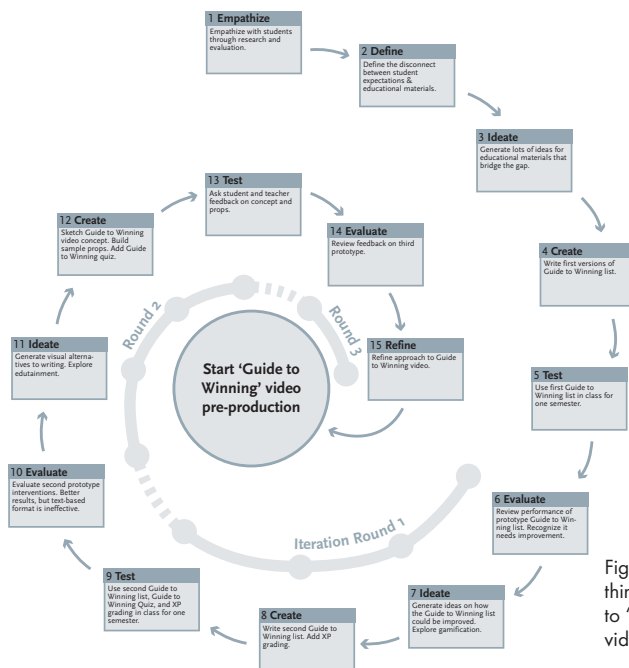 1 Empathize
Empathize with students
through research and
evaluation.
2 Define
Define the disconnect
between student
expectations &
educational materials.
3 Ideate
Generate lots of ideas for
educational materials that
bridge the gap.
4 Create
Write first versions of
Guide to Winning list.
5 Test
Use first Guide to
Winning list in class for
one semester.
6 Evaluate
Review performance of
prototype Guide to Win-
ning list. Recognize it
needs improvement.
7 Ideate
Generate ideas on how
the Guide to Winning list
could be improved.
Explore gamification.
8 Create
Write second Guide to
Winning list. Add XP
grading.
9 Test
Use second Guide to
Winning list, Guide to
Winning Quiz, and XP
grading in class for one
semester.
10 Evaluate
Evaluate second prototype
interventions. Better
results, but text-based
format is ineffective.
11 Ideate
Generate visual alterna-
tives to writing. Explore
edutainment.
12 Create
Sketch Guide to Winning
video concept. Build
sample props. Add Guide
to Winning quiz.
13 Test
Ask student and teacher
feedback on concept and
props.
14 Evaluate
Review feedback on third
prototype.
15 Refine
Refine approach to Guide
to Winning video.
Start ‘Guide to
Winning’ video
pre-production
Iteration Round 1
Round 2
Round 3
Fig
thin
to ‘
vid